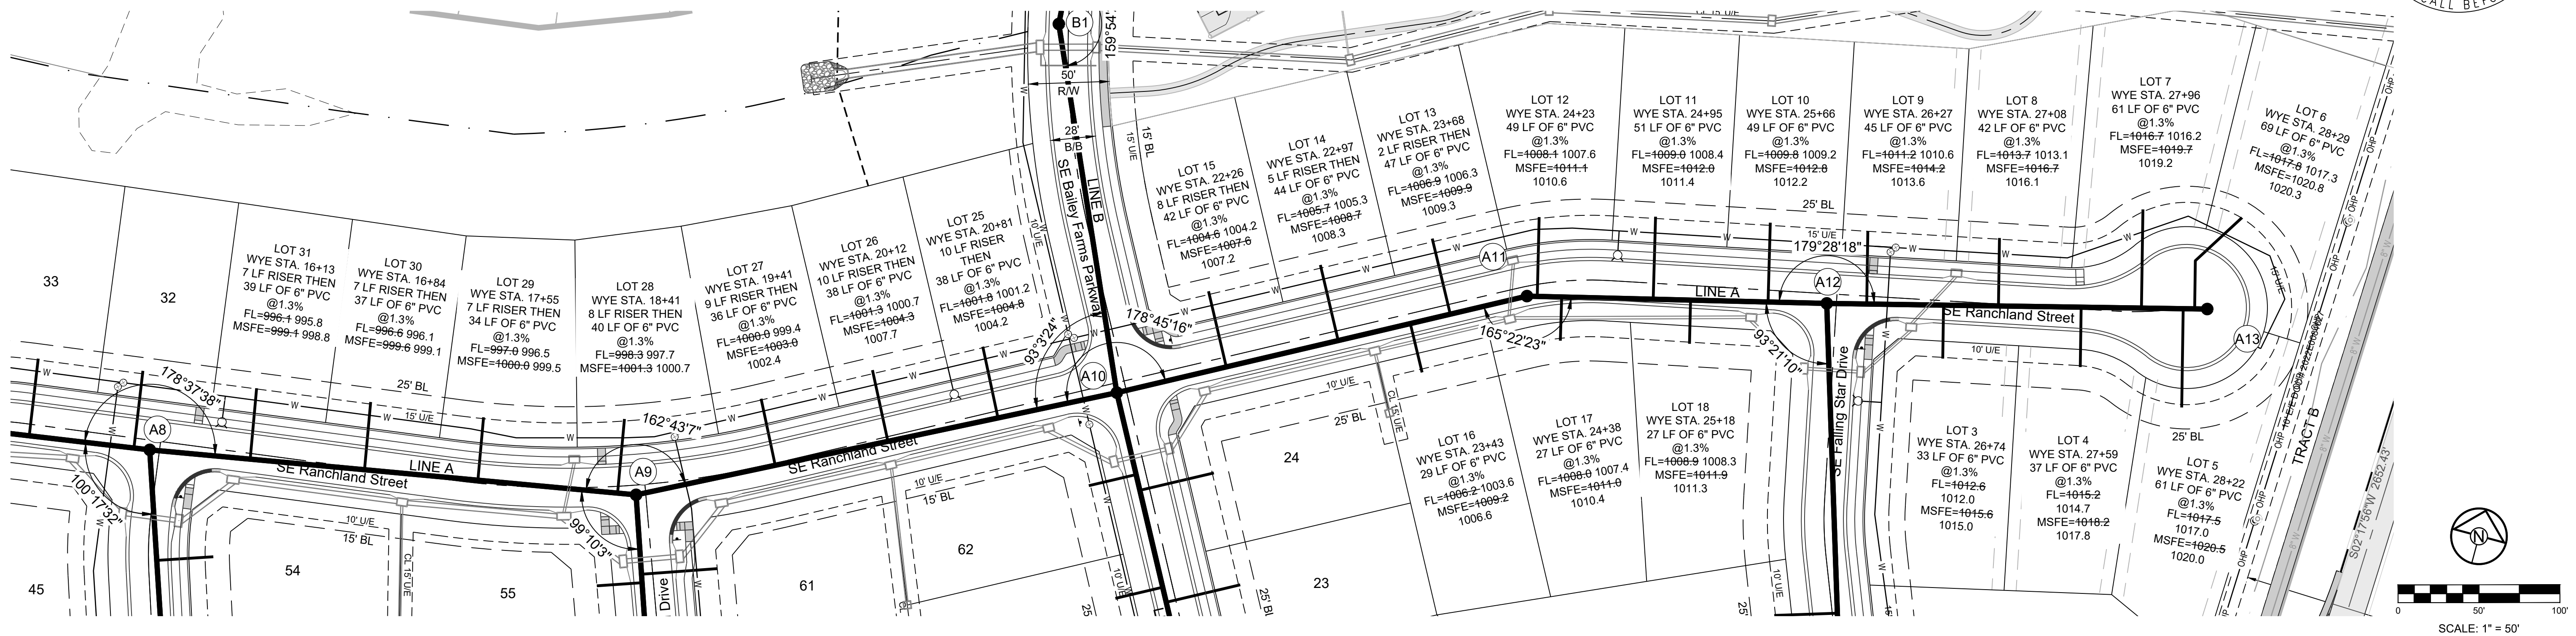 CALL BEFO
B1
159°54'
50'
R/W
28'
B/B
SE Bailey Farms Parkway
LINE B
15' U/E
15' BL
10' U/E
33
32
LOT 31
WYE STA. 16+13
7 LF RISER THEN
39 LF OF 6" PVC
@1.3%
FL=996.1 995.8
MSFE=999.1 998.8
LOT 30
WYE STA. 16+84
7 LF RISER THEN
37 LF OF 6" PVC
@1.3%
FL=996.6 996.1
MSFE=999.6 999.1
LOT 29
WYE STA. 17+55
7 LF RISER THEN
34 LF OF 6" PVC
@1.3%
FL=997.0 996.5
MSFE=1000.0 999.5
LOT 28
WYE STA. 18+41
8 LF RISER THEN
40 LF OF 6" PVC
@1.3%
FL=998.3 997.7
MSFE=1001.3 1000.7
LOT 27
WYE STA. 19+41
9 LF RISER THEN
36 LF OF 6" PVC
@1.3%
FL=1000.0 999.4
MSFE=1003.0
1002.4
LOT 26
WYE STA. 20+12
10 LF RISER THEN
38 LF OF 6" PVC
@1.3%
FL=1001.3 1000.7
MSFE=1004.3
1007.7
LOT 25
WYE STA. 20+81
10 LF RISER
THEN
38 LF OF 6" PVC
@1.3%
FL=1001.8 1001.2
MSFE=1004.8
1004.2
LOT 15
WYE STA. 22+26
8 LF RISER THEN
42 LF OF 6" PVC
@1.3%
FL=1004.6 1004.2
MSFE=1007.6
1007.2
LOT 14
WYE STA. 22+97
5 LF RISER THEN
44 LF OF 6" PVC
@1.3%
FL=1005.7 1005.3
MSFE=1008.7
1008.3
LOT 13
WYE STA. 23+68
2 LF RISER THEN
47 LF OF 6" PVC
@1.3%
FL=1006.9 1006.3
MSFE=1009.9
1009.3
LOT 12
WYE STA. 24+23
49 LF OF 6" PVC
@1.3%
FL=1008.1 1007.6
MSFE=1011.1
1010.6
LOT 11
WYE STA. 24+95
51 LF OF 6" PVC
@1.3%
FL=1009.0 1008.4
MSFE=1012.0
1011.4
LOT 10
WYE STA. 25+66
49 LF OF 6" PVC
@1.3%
FL=1009.8 1009.2
MSFE=1012.8
1012.2
LOT 9
WYE STA. 26+27
45 LF OF 6" PVC
@1.3%
FL=1011.2 1010.6
MSFE=1014.2
1013.6
LOT 8
WYE STA. 27+08
42 LF OF 6" PVC
@1.3%
FL=1013.7 1013.1
MSFE=1016.7
1016.1
LOT 7
WYE STA. 27+96
61 LF OF 6" PVC
@1.3%
FL=1016.7 1016.2
MSFE=1019.7
1019.2
LOT 6
WYE STA. 28+29
69 LF OF 6" PVC
@1.3%
FL=1017.8 1017.3
MSFE=1020.8
1020.3
25' BL
15' U/E
178°37'38"
A8
100°17'32"
SE Ranchland Street
LINE A
25' BL
15' U/E
162°43'7"
A9
99°10'3"
SE Ranchland Street
93°3'24"
A10
178°45'16"
A11
165°22'23"
LINE A
179°28'18"
A12
93°21'10"
SE Falling Star Drive
SE Ranchland Street
A13
15' U/E
10' U/E
25' BL
TRACT B
S02°17'56"W 2652.43'
8" W
OHP
45
54
10' U/E
15' BL
CL 15' U/E
55
Drive
61
10' U/E
15' BL
62
10' U/E
24
23
10' U/E
25' BL
CL 15' U/E
LOT 16
WYE STA. 23+43
29 LF OF 6" PVC
@1.3%
FL=1006.2 1003.6
MSFE=1009.2
1006.6
LOT 17
WYE STA. 24+38
27 LF OF 6" PVC
@1.3%
FL=1008.0 1007.4
MSFE=1011.0
1010.4
LOT 18
WYE STA. 25+18
27 LF OF 6" PVC
@1.3%
FL=1008.9 1008.3
MSFE=1011.9
1011.3
10' U/E
LOT 3
WYE STA. 26+74
33 LF OF 6" PVC
@1.3%
FL=1012.6
1012.0
MSFE=1015.6
1015.0
LOT 4
WYE STA. 27+59
37 LF OF 6" PVC
@1.3%
FL=1015.2
1014.7
MSFE=1018.2
1017.8
LOT 5
WYE STA. 28+22
61 LF OF 6" PVC
@1.3%
FL=1017.5
1017.0
MSFE=1020.5
1020.0
N
0 50' 100'
SCALE: 1" = 50'